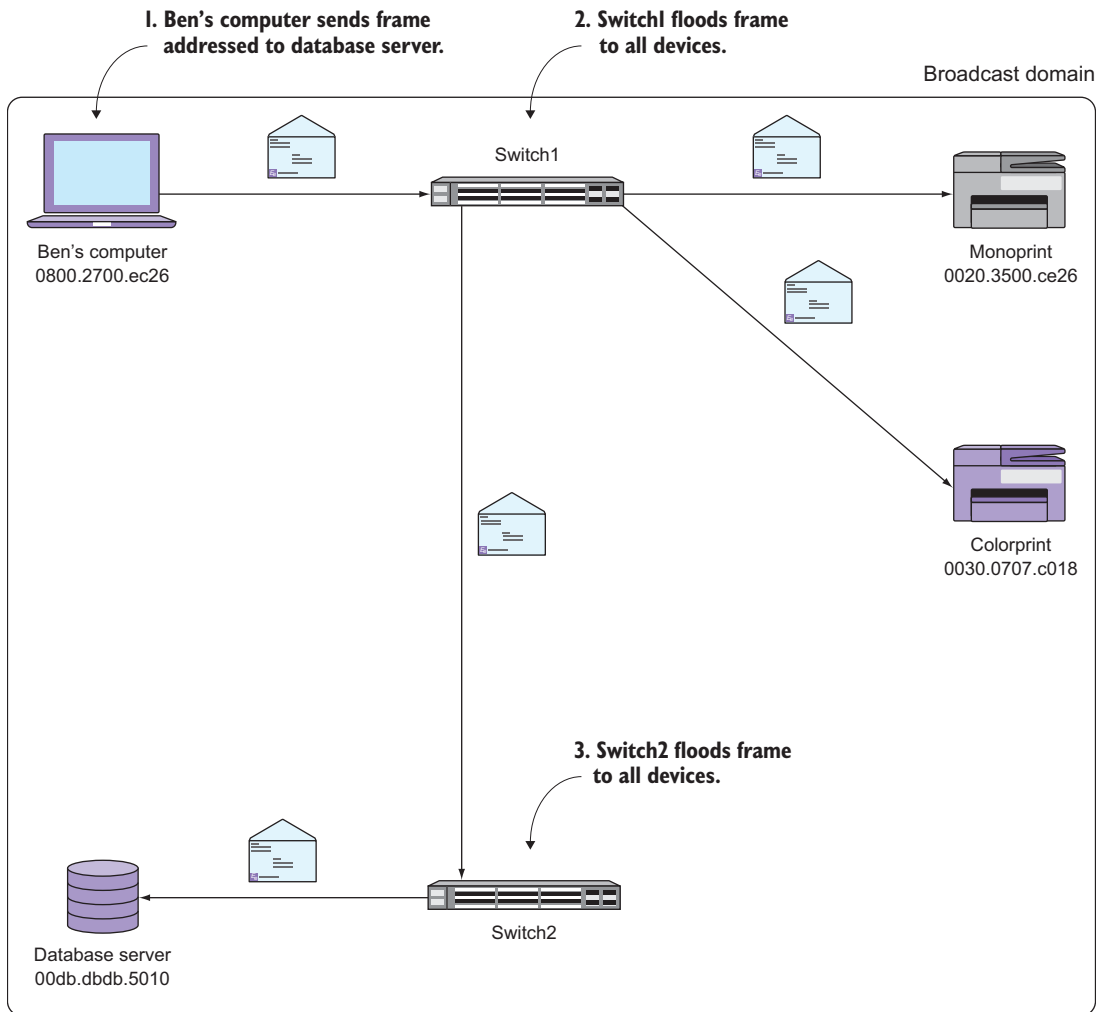 1. Ben's computer sends frame
addressed to database server.
2. Switch1 floods frame
to all devices.
Broadcast domain
Switch1
Ben's computer
0800.2700.ec26
Monoprint
0020.3500.ce26
Colorprint
0030.0707.c018
3. Switch2 floods frame
to all devices.
Switch2
Database server
00db.dbdb.5010